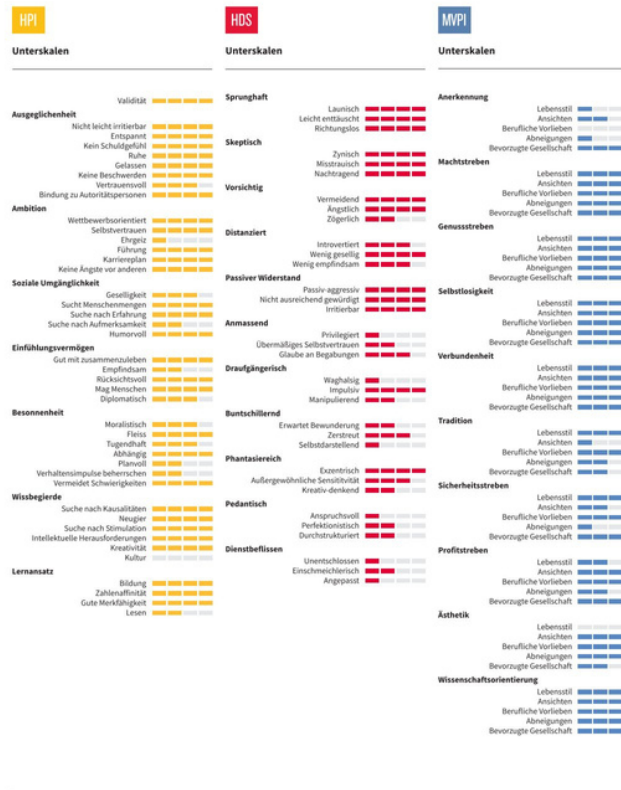 HPI
Unterskalen
Validität
Ausgeglichenheit
Nicht leicht irritierbar
Entspannt
Kein Schuldgefühl
Ruhe
Gelassen
Keine Beschwerden
Vertrauensvoll
Bindung zu Autoritätspersonen
Ambition
Wettbewerbsorientiert
Selbstvertrauen
Ehrgeiz
Führung
Karriereplan
Keine Ängste vor anderen
Soziale Umgänglichkeit
Geselligkeit
Sucht Menschenmengen
Suche nach Erfahrung
Suche nach Aufmerksamkeit
Humorvoll
Einfühlungsvermögen
Gut mit zusammenzuleben
Empfindsam
Rücksichtsvoll
Mag Menschen
Diplomatisch
Besonnenheit
Moralistisch
Fleiss
Tugendhaft
Abhängig
Planvoll
Verhaltensimpulse beherrschen
Vermeidet Schwierigkeiten
Wissbegierde
Suche nach Kausalitäten
Neugier
Suche nach Stimulation
Intellektuelle Herausforderungen
Kreativität
Kultur
Lernansatz
Bildung
Zahlenaffinität
Gute Merkfähigkeit
Lesen
HDS
Unterskalen
Sprunghaft
Launisch
Leicht enttäuscht
Richtungslos
Skeptisch
Zynisch
Misstrauisch
Nachtragend
Vorsichtig
Vermeidend
Ängstlich
Zögerlich
Distanziert
Introvertiert
Wenig gesellig
Wenig empfindsam
Passiver Widerstand
Passiv-aggressiv
Nicht ausreichend gewürdigt
Irritierbar
Anmassend
Privilegiert
Übermäßiges Selbstvertrauen
Glaube an Begabungen
Draufgängerisch
Waghalsig
Impulsiv
Manipulierend
Buntschillernd
Erwartet Bewunderung
Zerstreut
Selbstdarstellend
Phantasiereich
Exzentrisch
Außergewöhnliche Sensititvität
Kreativ-denkend
Pedantisch
Anspruchsvoll
Perfektionistisch
Durchstrukturiert
Dienstbeflissen
Unentschlossen
Einschmeichlerisch
Angepasst
MVPI
Unterskalen
Anerkennung
Lebensstil
Ansichten
Berufliche Vorlieben
Abneigungen
Bevorzugte Gesellschaft
Machtstreben
Lebensstil
Ansichten
Berufliche Vorlieben
Abneigungen
Bevorzugte Gesellschaft
Genussstreben
Lebensstil
Ansichten
Berufliche Vorlieben
Abneigungen
Bevorzugte Gesellschaft
Selbstlosigkeit
Lebensstil
Ansichten
Berufliche Vorlieben
Abneigungen
Bevorzugte Gesellschaft
Verbundenheit
Lebensstil
Ansichten
Berufliche Vorlieben
Abneigungen
Bevorzugte Gesellschaft
Tradition
Lebensstil
Ansichten
Berufliche Vorlieben
Abneigungen
Bevorzugte Gesellschaft
Sicherheitsstreben
Lebensstil
Ansichten
Berufliche Vorlieben
Abneigungen
Bevorzugte Gesellschaft
Profitstreben
Lebensstil
Ansichten
Berufliche Vorlieben
Abneigungen
Bevorzugte Gesellschaft
Ästhetik
Lebensstil
Ansichten
Berufliche Vorlieben
Abneigungen
Bevorzugte Gesellschaft
Wissenschaftsorientierung
Lebensstil
Ansichten
Berufliche Vorlieben
Abneigungen
Bevorzugte Gesellschaft